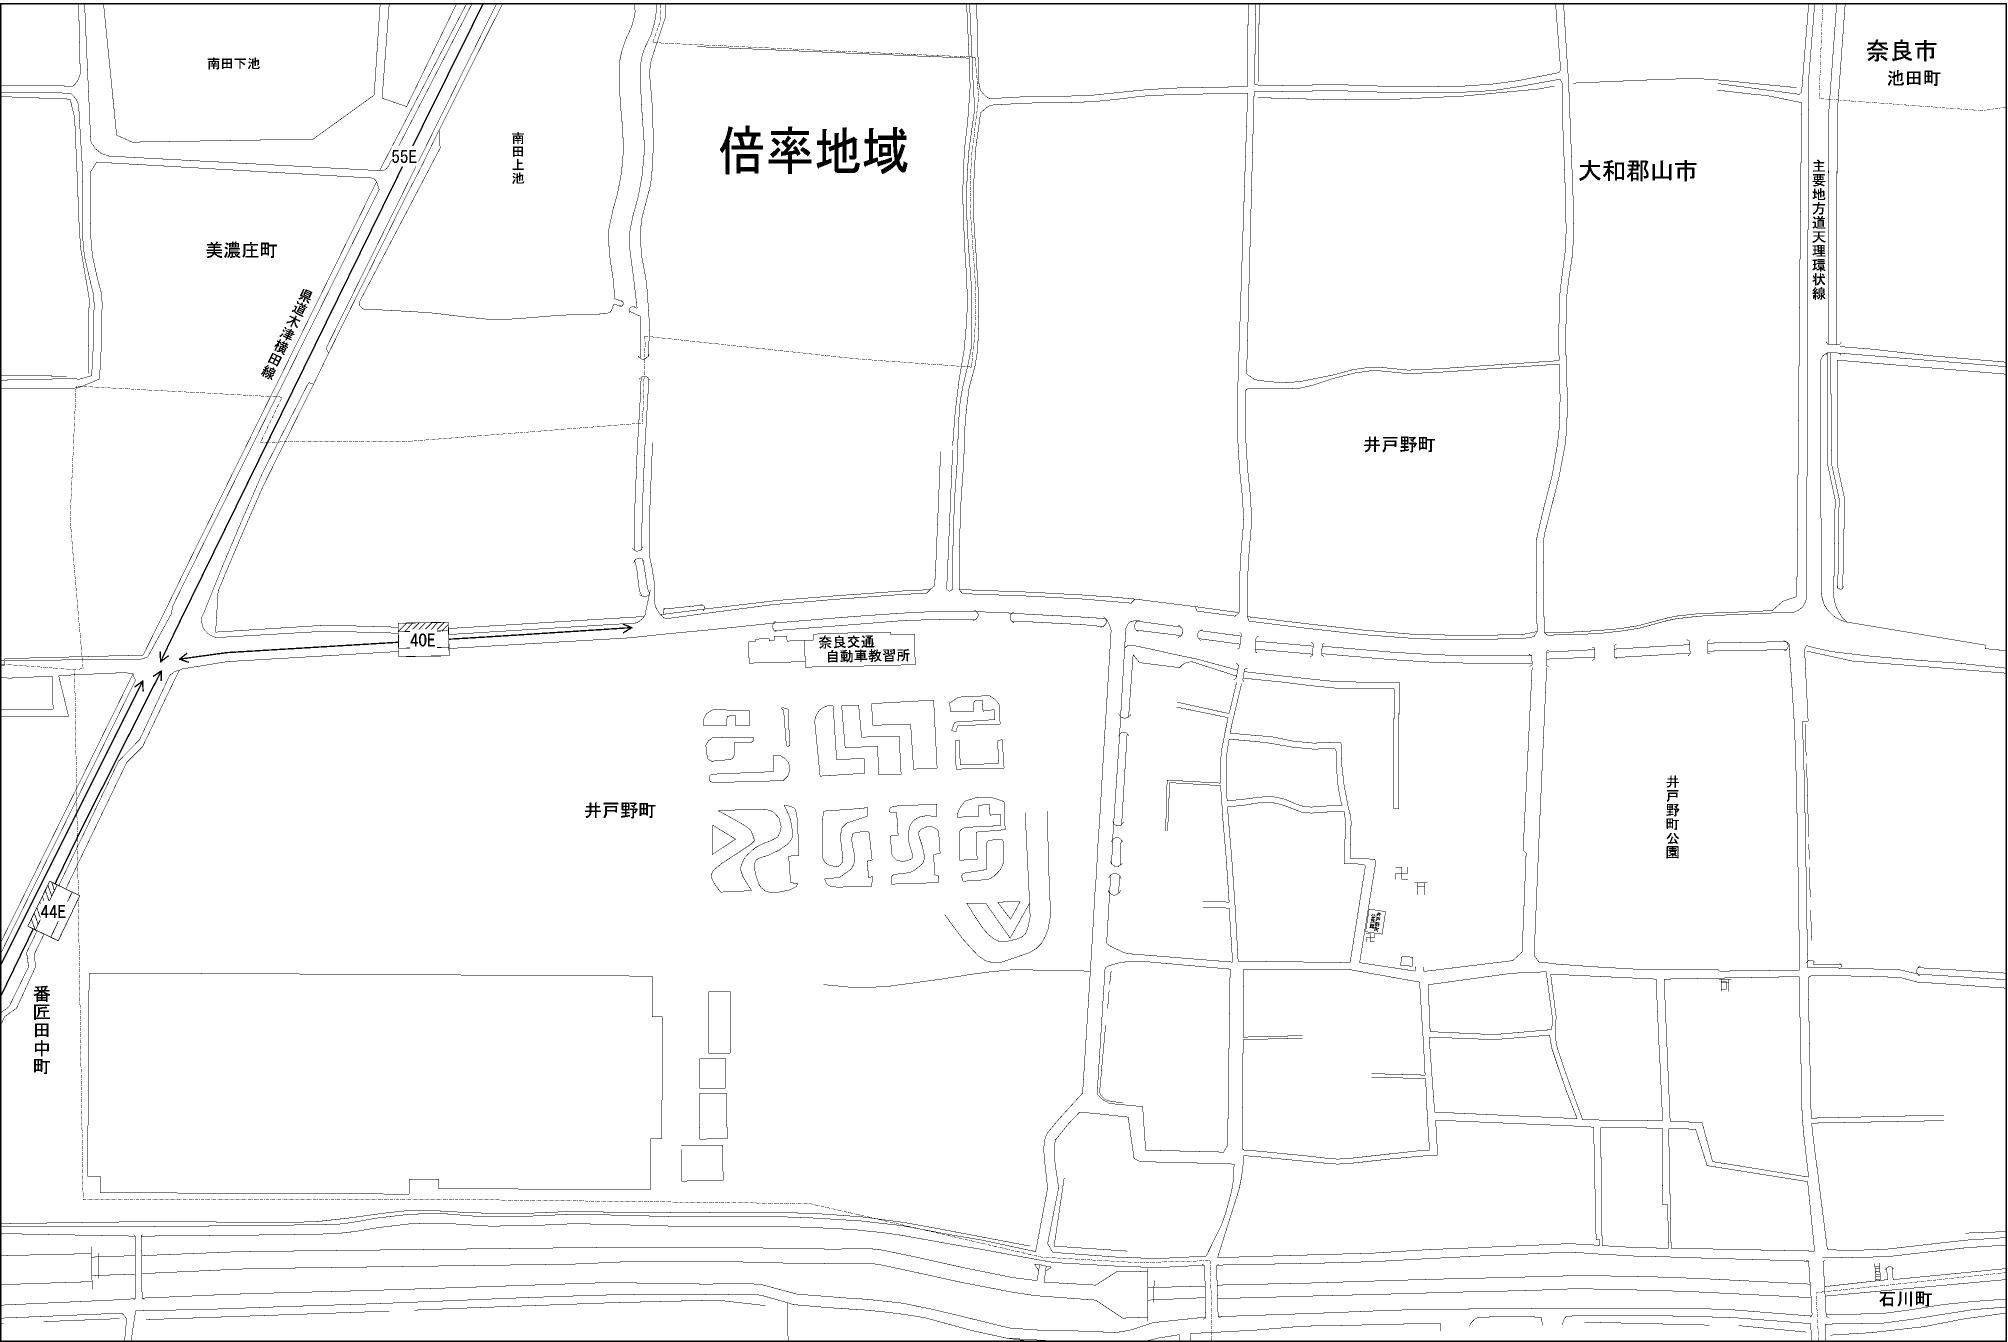 奈良市
池田町
南田下池
55E
南田上池
倍率地域
大和郡山市
主要地方道天理環状線
美濃庄町
県道木津横田線
井戸野町
40E
奈良交通
自動車教習所
井戸野町
井戸野町公園
44E
番匠田中町
石川町